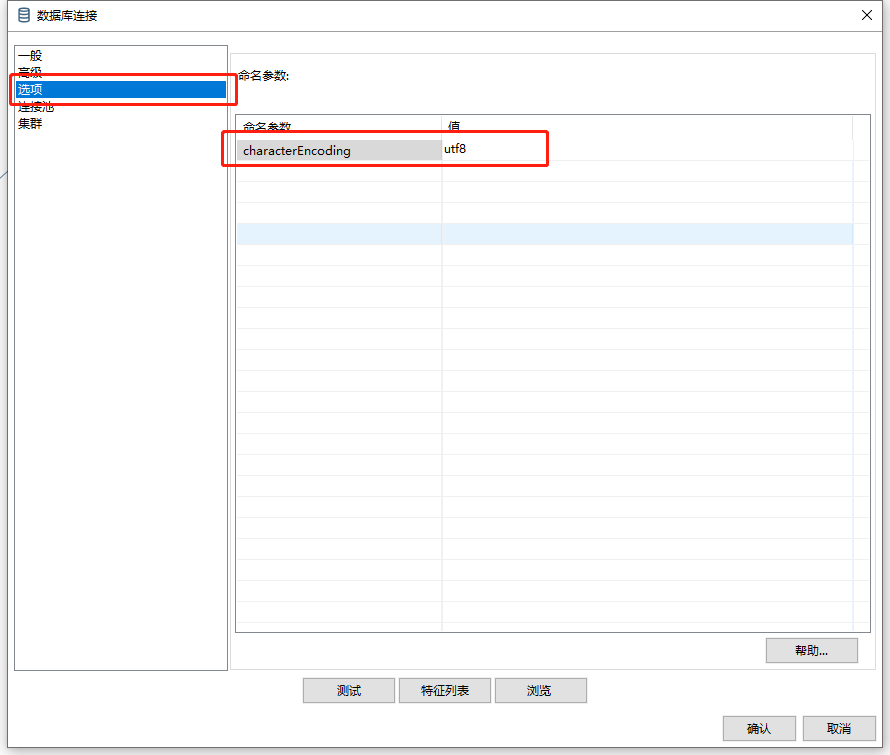 数据库连接
一般
高级
选项
连接池
集群
命名参数:
命名参数 值
characterEncoding utf8
帮助...
测试 特征列表 浏览
确认 取消